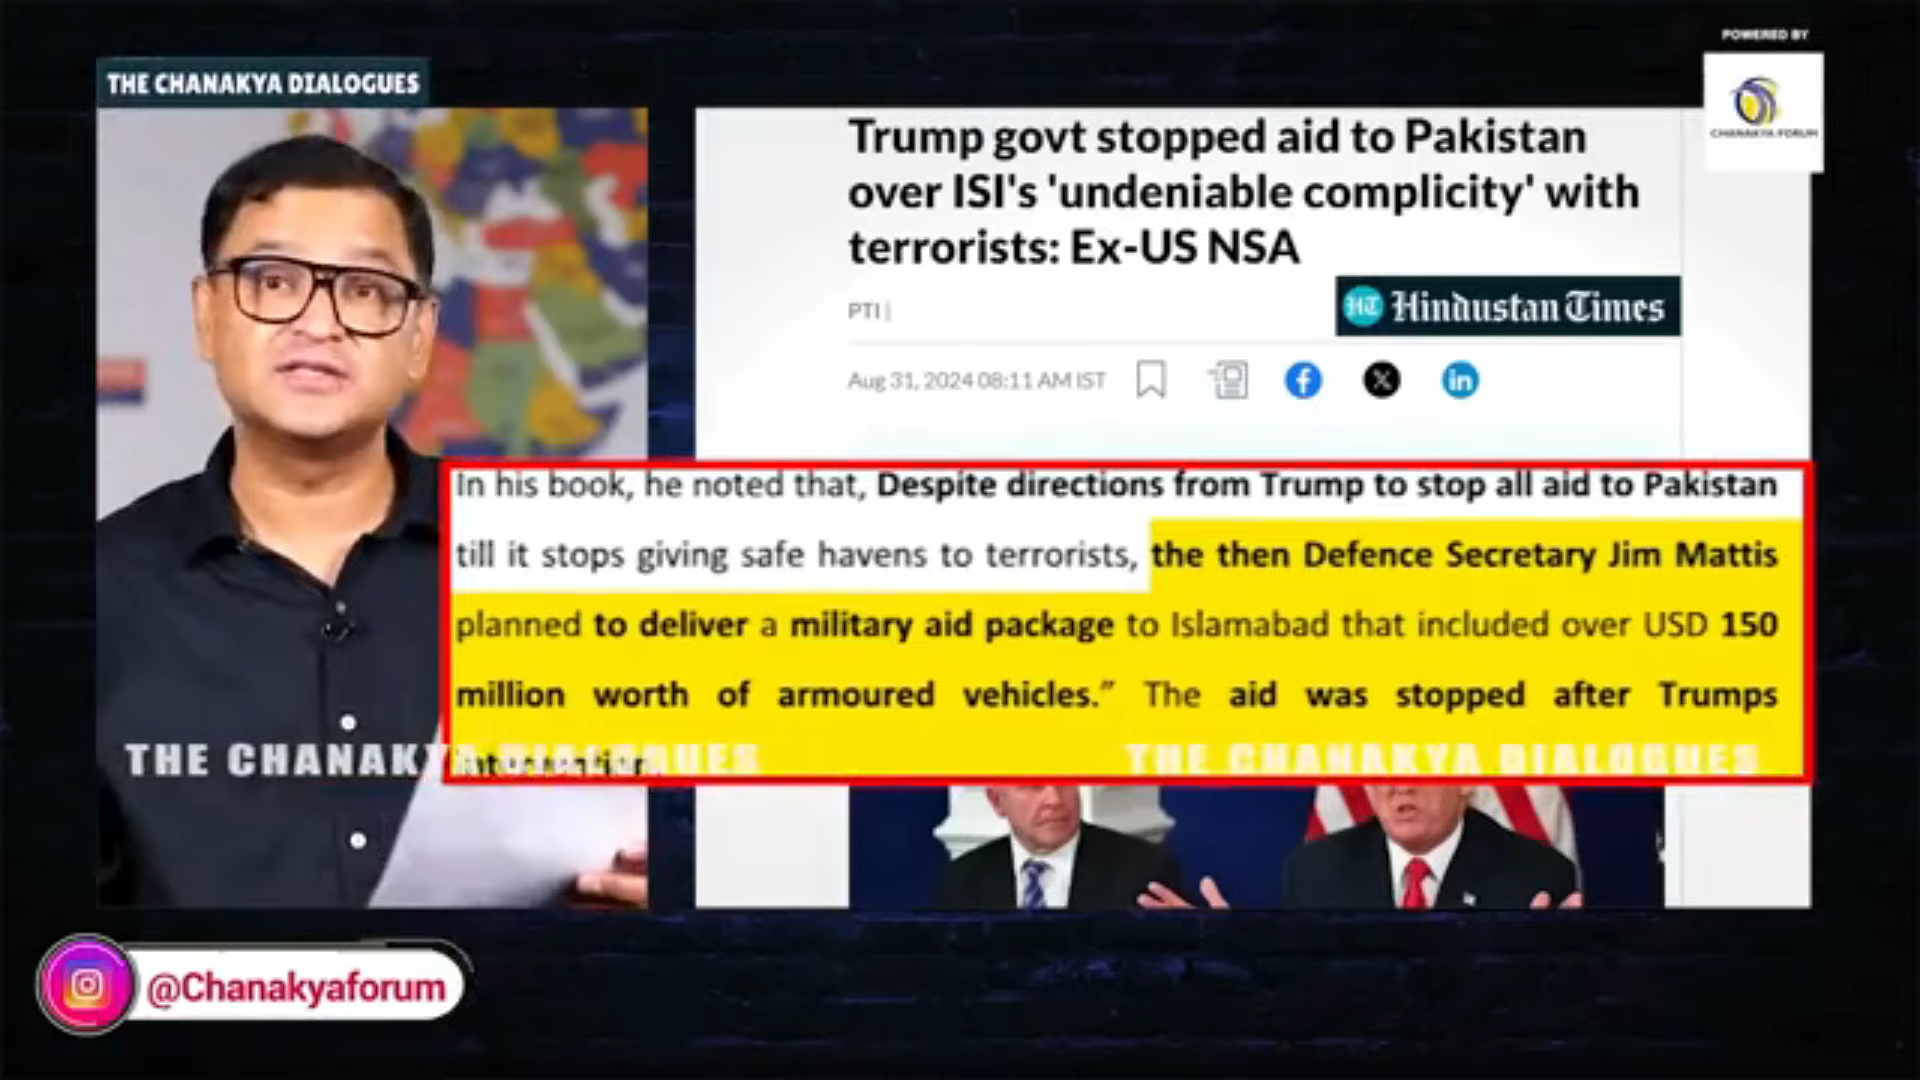 POWERED BY
THE CHANAKYA DIALOGUES
CHANAKYA FORUM
Trump govt stopped aid to Pakistan
over ISI's 'undeniable complicity' with
terrorists: Ex-US NSA
PTI |
HT Hindustan Times
Aug 31, 2024 08:11 AM IST
In his book, he noted that, Despite directions from Trump to stop all aid to Pakistan
till it stops giving safe havens to terrorists, the then Defence Secretary Jim Mattis
planned to deliver a military aid package to Islamabad that included over USD 150
million worth of armoured vehicles.” The aid was stopped after Trumps
THE CHANAKYA DIALOGUES
THE CHANAKYA DIALOGUES
@Chanakyaforum